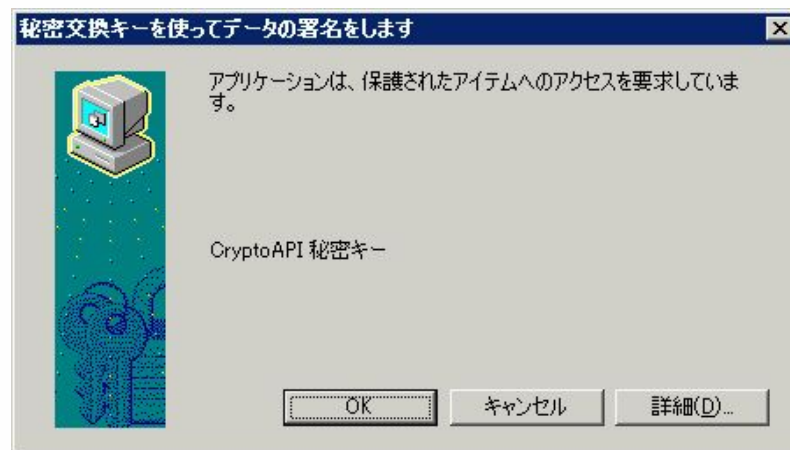 秘密交換キーを使ってデータの署名をします
アプリケーションは、保護されたアイテムへのアクセスを要求していま
す。
CryptoAPI 秘密キー
OK
キャンセル
詳細(D)...